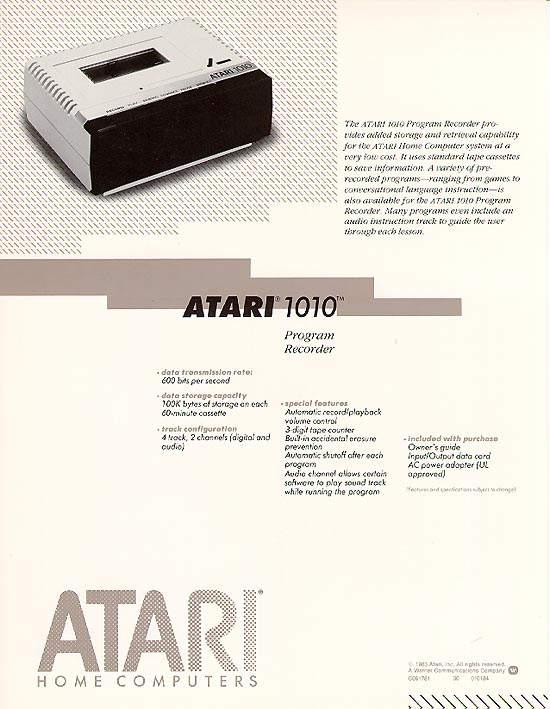 ATARI 1010
The ATARI 1010 Program Recorder pro-
vides added storage and retrieval capability
for the ATARI Home Computer system at a
very low cost. It uses standard tape cassettes
to save information. A variety of pre-
recorded programs—ranging from games to
conversational language instruction—is
also available for the ATARI 1010 Program
Recorder. Many programs even include an
audio instruction track to guide the user
through each lesson.
ATARI® 1010™
Program
Recorder
• data transmission rate:
600 bits per second
• data storage capacity
100K bytes of storage on each
60-minute cassette
• track configuration
4 track, 2 channels (digital and
audio)
• special features
Automatic record/playback
volume control
3-digit tape counter
Built-in accidental erasure
prevention
Automatic shutoff after each
program
Audio channel allows certain
software to play sound track
while running the program
• included with purchase
Owner's guide
Input/Output data cord
AC power adapter (UL
approved)
(Features and specifications subject to change)
ATARI®
HOME COMPUTERS
© 1983 Atari, Inc. All rights reserved.
A Warner Communications Company
C061781 30 010184